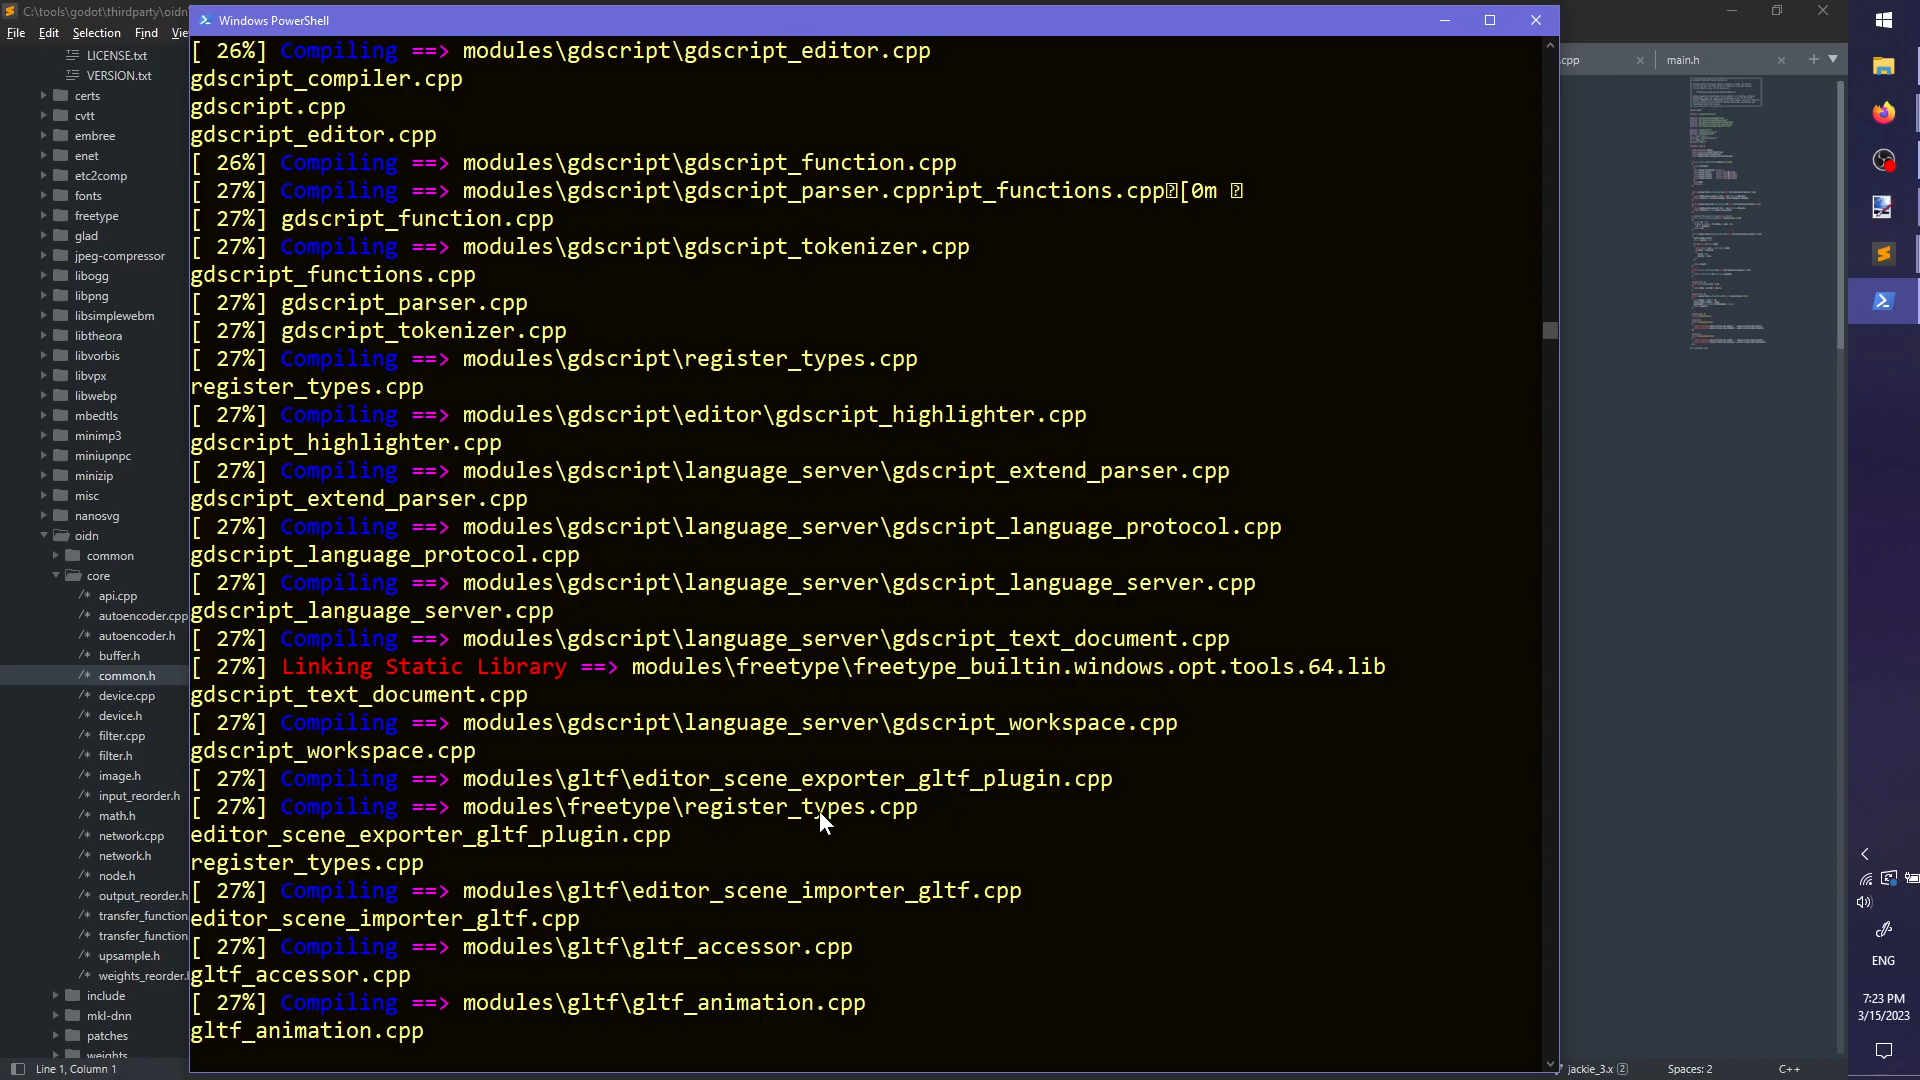 C:\tools\godot\thirdparty\oidn
File Edit Selection Find
LICENSE.txt
VERSION.txt
certs
cvtt
embree
enet
etc2comp
fonts
freetype
glad
jpeg-compressor
libogg
libpng
libsimplewebm
libtheora
libvorbis
libvpx
libwebp
mbedtls
minimp3
miniupnpc
minizip
misc
nanosvg
oidn
common
core
/* api.cpp
/* autoencoder.cpp
/* autoencoder.h
/* buffer.h
/* common.h
/* device.cpp
/* device.h
/* filter.cpp
/* filter.h
/* image.h
/* input_reorder.h
/* math.h
/* network.cpp
/* network.h
/* node.h
/* output_reorder.h
/* transfer_function
/* transfer_function
/* upsample.h
/* weights_reorder.
include
mkl-dnn
patches
weights
Line 1, Column 1
Windows PowerShell
[ 26%] Compiling ==> modules\gdscript\gdscript_editor.cpp
gdscript_compiler.cpp
gdscript.cpp
gdscript_editor.cpp
[ 26%] Compiling ==> modules\gdscript\gdscript_function.cpp
[ 27%] Compiling ==> modules\gdscript\gdscript_parser.cppript_functions.cpp�[0m �
[ 27%] gdscript_function.cpp
[ 27%] Compiling ==> modules\gdscript\gdscript_tokenizer.cpp
gdscript_functions.cpp
[ 27%] gdscript_parser.cpp
[ 27%] gdscript_tokenizer.cpp
[ 27%] Compiling ==> modules\gdscript\register_types.cpp
register_types.cpp
[ 27%] Compiling ==> modules\gdscript\editor\gdscript_highlighter.cpp
gdscript_highlighter.cpp
[ 27%] Compiling ==> modules\gdscript\language_server\gdscript_extend_parser.cpp
gdscript_extend_parser.cpp
[ 27%] Compiling ==> modules\gdscript\language_server\gdscript_language_protocol.cpp
gdscript_language_protocol.cpp
[ 27%] Compiling ==> modules\gdscript\language_server\gdscript_language_server.cpp
gdscript_language_server.cpp
[ 27%] Compiling ==> modules\gdscript\language_server\gdscript_text_document.cpp
[ 27%] Linking Static Library ==> modules\freetype\freetype_builtin.windows.opt.tools.64.lib
gdscript_text_document.cpp
[ 27%] Compiling ==> modules\gdscript\language_server\gdscript_workspace.cpp
gdscript_workspace.cpp
[ 27%] Compiling ==> modules\gltf\editor_scene_exporter_gltf_plugin.cpp
[ 27%] Compiling ==> modules\freetype\register_types.cpp
editor_scene_exporter_gltf_plugin.cpp
register_types.cpp
[ 27%] Compiling ==> modules\gltf\editor_scene_importer_gltf.cpp
editor_scene_importer_gltf.cpp
[ 27%] Compiling ==> modules\gltf\gltf_accessor.cpp
gltf_accessor.cpp
[ 27%] Compiling ==> modules\gltf\gltf_animation.cpp
gltf_animation.cpp
.cpp
main.h
jackie_3.x 2
Spaces: 2
C++
ENG
7:23 PM
3/15/2023